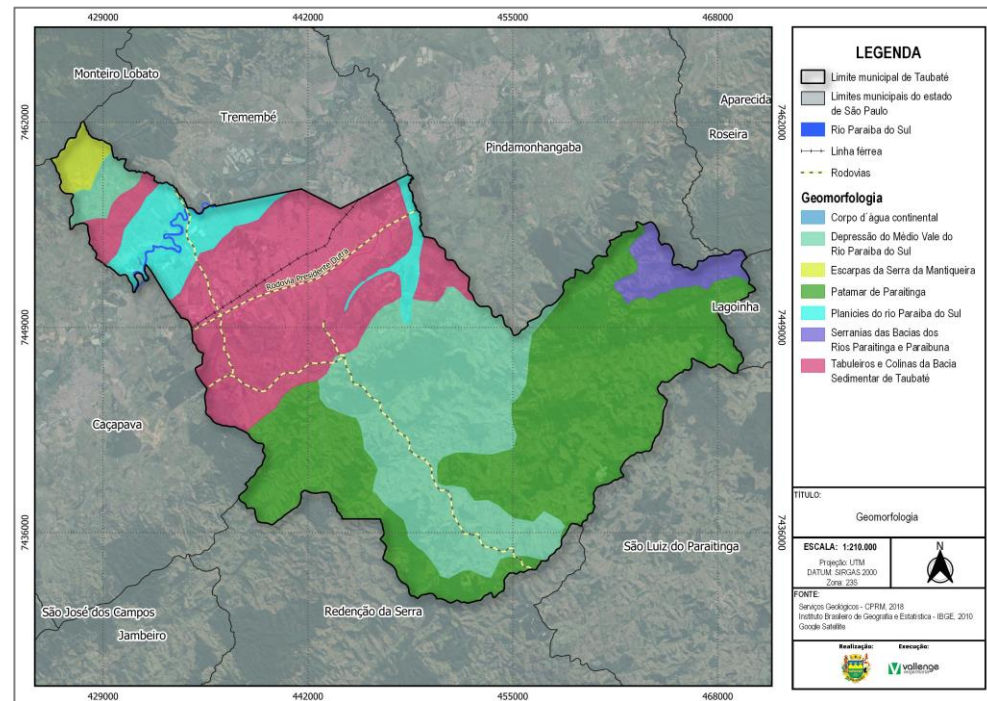 429000
442000
455000
468000
Monteiro Lobato
Tremembé
Aparecida
Roseira
Pindamonhangaba
7462000
7462000
Rodovia Presidente Dutra
Lagoinha
7449000
7449000
Caçapava
São Luiz do Paraitinga
7436000
7436000
São José dos Campos
Jambeiro
Redenção da Serra
429000
442000
455000
468000
LEGENDA
Limite municipal de Taubaté
Limites municipais do estado
de São Paulo
Rio Paraiba do Sul
Linha férrea
Rodovias
Geomorfologia
Corpo d´água continental
Depressão do Médio Vale do
Rio Paraiba do Sul
Escarpas da Serra da Mantiqueira
Patamar de Paraitinga
Planicies do rio Paraiba do Sul
Serranias das Bacias dos
Rios Paraitinga e Paraibuna
Tabuleiros e Colinas da Bacia
Sedimentar de Taubaté
TÍTULO:
Geomorfologia
ESCALA: 1:210.000
Projeção: UTM
DATUM: SIRGAS 2000
Zona: 23S
N
FONTE:
Serviços Geológicos - CPRM, 2018
Instituto Brasileiro de Geografia e Estatística - IBGE, 2010
Google Satellite
Realização:
Execução:
vallenge